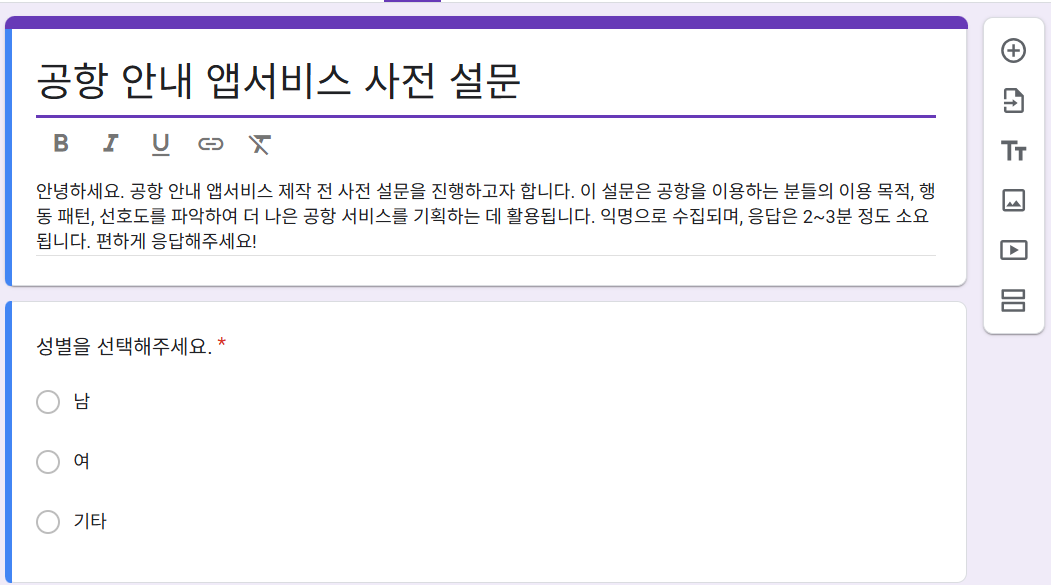 공항 안내 앱서비스 사전 설문
B I U
안녕하세요. 공항 안내 앱서비스 제작 전 사전 설문을 진행하고자 합니다. 이 설문은 공항을 이용하는 분들의 이용 목적, 행
동 패턴, 선호도를 파악하여 더 나은 공항 서비스를 기획하는 데 활용됩니다. 익명으로 수집되며, 응답은 2~3분 정도 소요
됩니다. 편하게 응답해주세요!
성별을 선택해주세요. *
남
여
기타
Tт